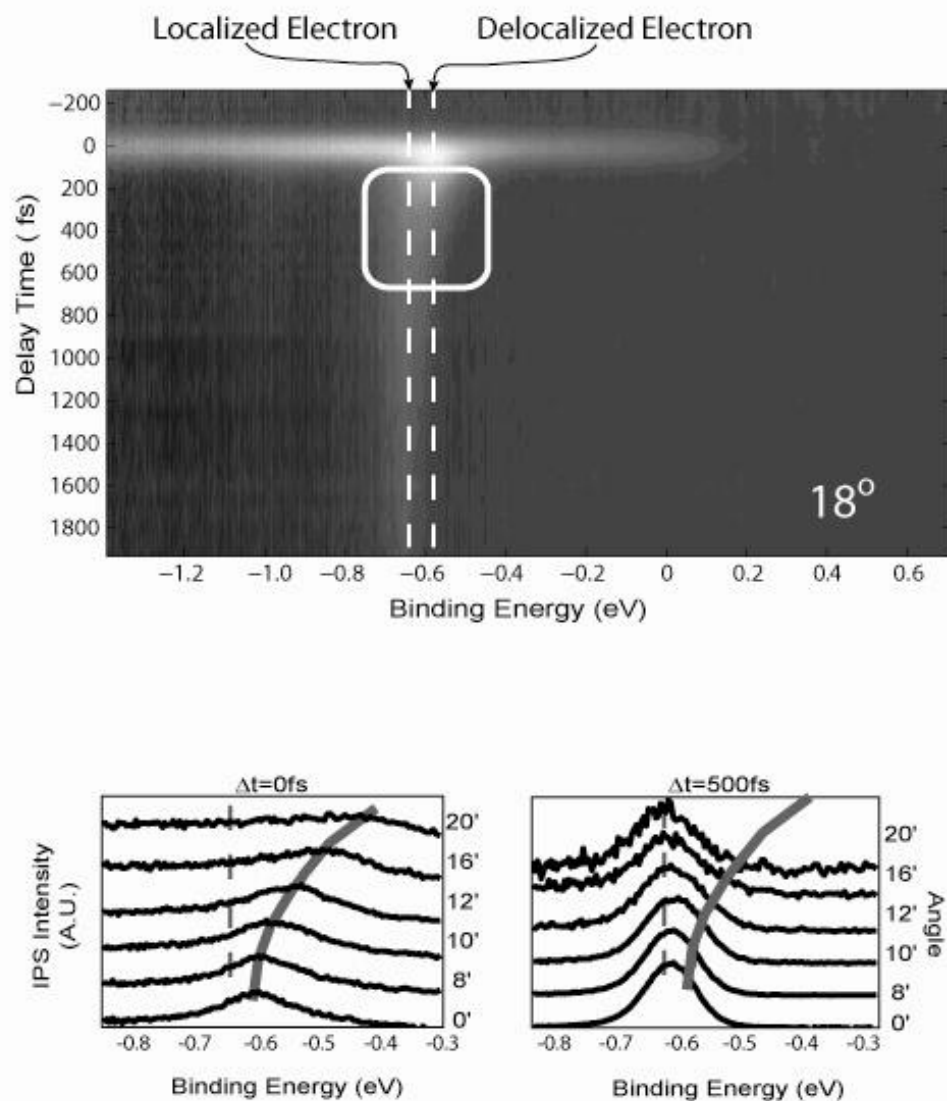 Localized Electron Delocalized Electron
−200
0
200
400
600
800
1000
1200
1400
1600
1800
Delay Time ( fs)
18°
−1.2 −1.0 −0.8 −0.6 −0.4 −0.2 0 0.2 0.4 0.6
Binding Energy (eV)
Δt=0fs
IPS Intensity
(A.U.)
20'
16'
12'
10'
8'
0'
-0.8 -0.7 -0.6 -0.5 -0.4 -0.3
Binding Energy (eV)
Δt=500fs
20'
16'
12'
10'
8'
0'
Angle
-0.8 -0.7 -0.6 -0.5 -0.4 -0.3
Binding Energy (eV)